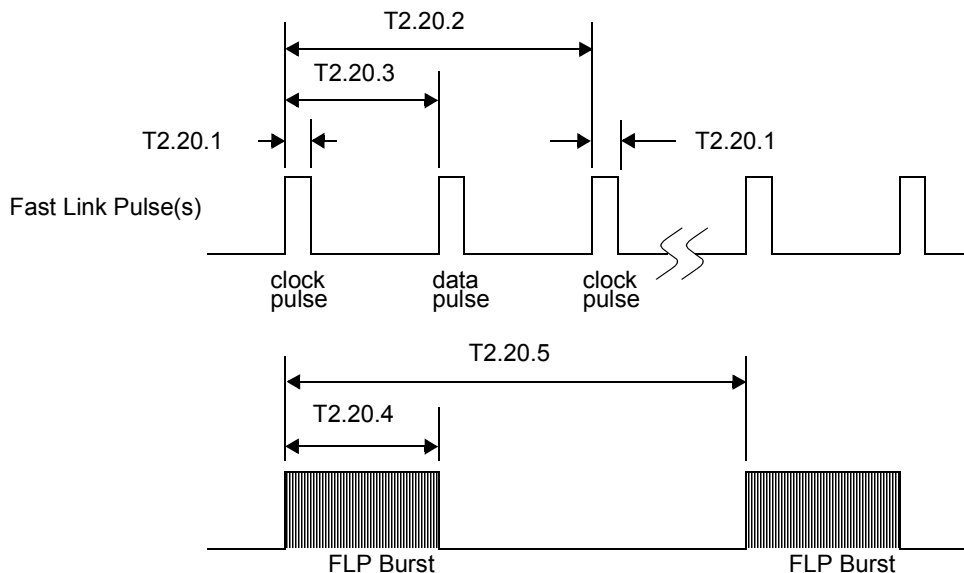 T2.20.2
T2.20.3
T2.20.1
T2.20.1
Fast Link Pulse(s)
clock
pulse
data
pulse
clock
pulse
T2.20.5
T2.20.4
FLP Burst
FLP Burst